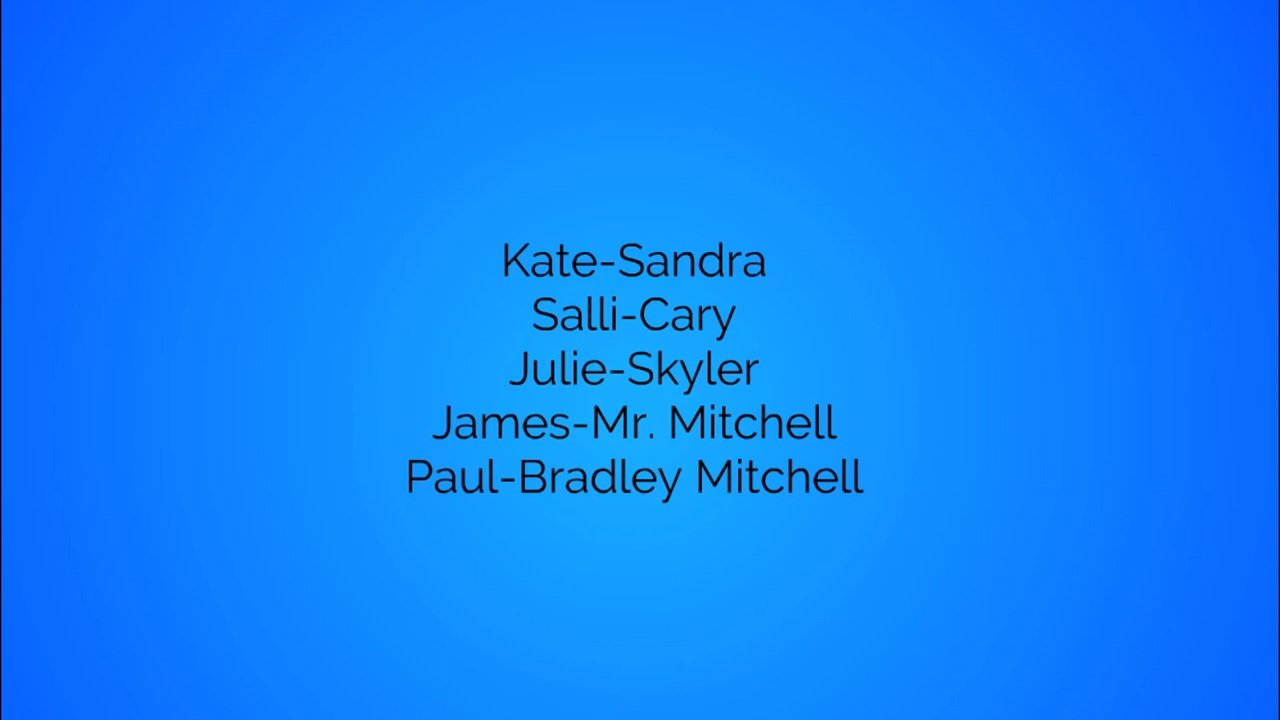 Kate-Sandra
Salli-Cary
Julie-Skyler
James-Mr. Mitchell
Paul-Bradley Mitchell